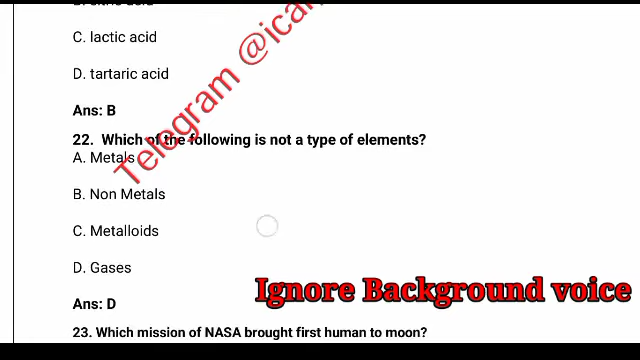 C. lactic acid
D. tartaric acid
Ans: B
22. Which of the following is not a type of elements?
A. Metals
B. Non Metals
C. Metalloids
D. Gases
Ans: D
23. Which mission of NASA brought first human to moon?
Telegram @ica
Ignore Background voice